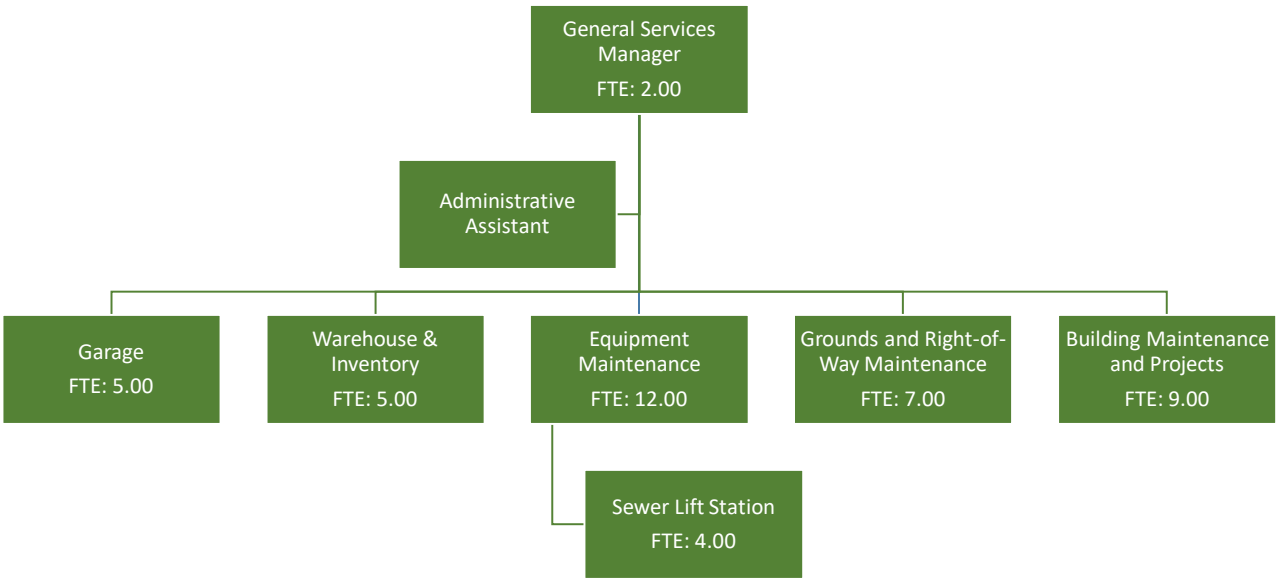 General Services
Manager
FTE: 2.00
Administrative
Assistant
Garage
FTE: 5.00
Warehouse &
Inventory
FTE: 5.00
Equipment
Maintenance
FTE: 12.00
Grounds and Right-of-
Way Maintenance
FTE: 7.00
Building Maintenance
and Projects
FTE: 9.00
Sewer Lift Station
FTE: 4.00